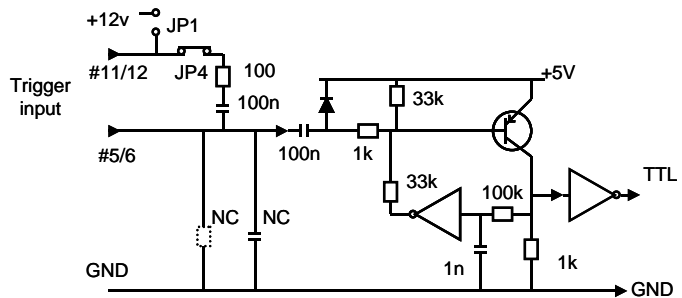 +12v
JP1
#11/12
JP4
100
Trigger
input
100n
#5/6
100n
1k
33k
+5V
33k
100k
TTL
NC
NC
1n
1k
GND
GND